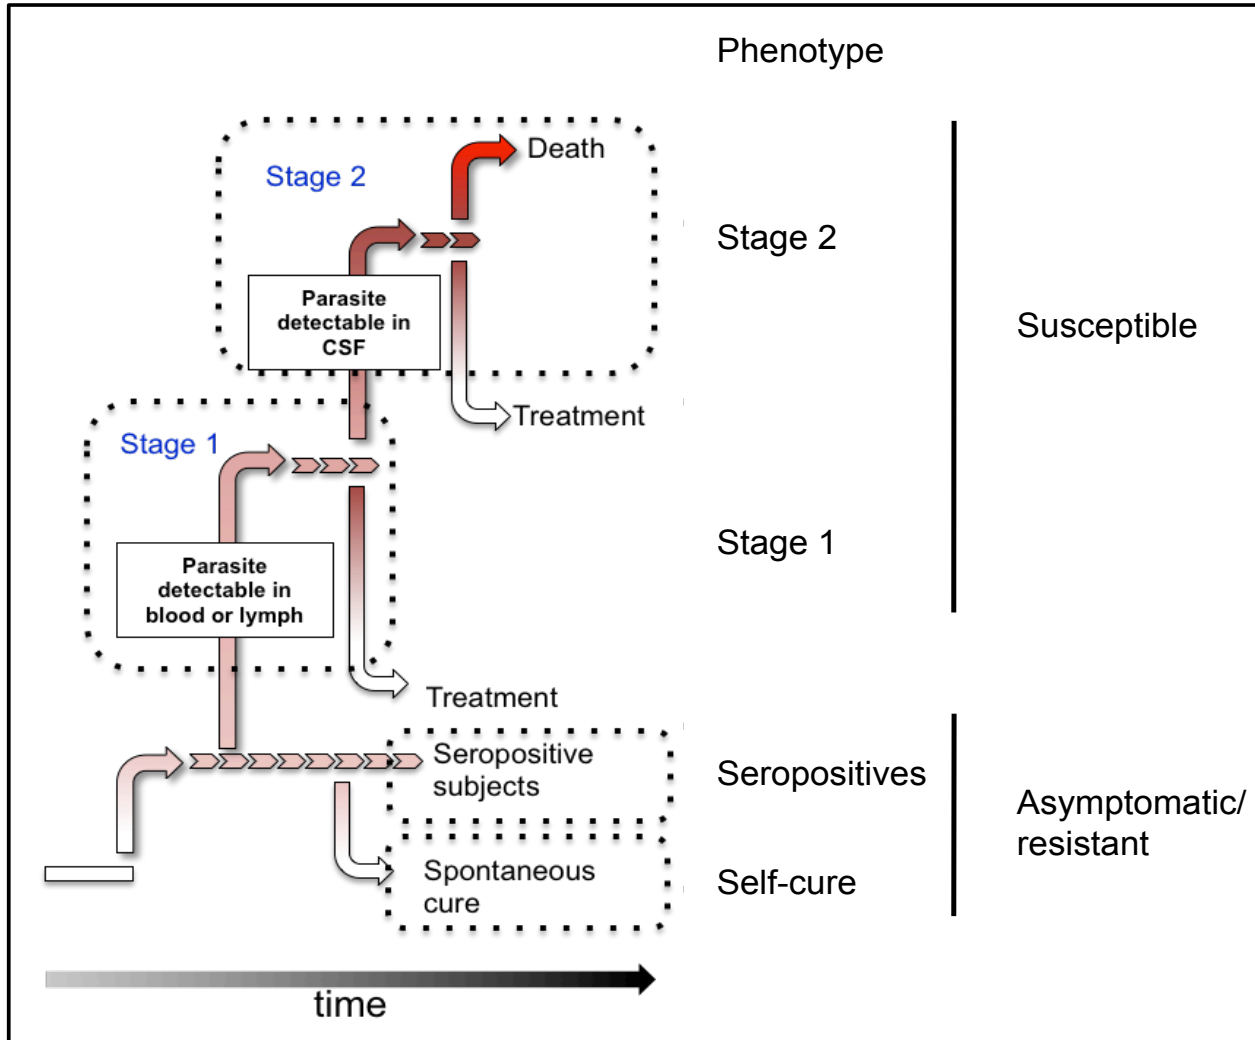 Phenotype
Death
Stage 2
Stage 2
Parasite
detectable in
CSF
Susceptible
Treatment
Stage 1
Stage 1
Parasite
detectable in
blood or lymph
Treatment
Seropositive
subjects
Seropositives
Asymptomatic/
resistant
Spontaneous
cure
Self-cure
time